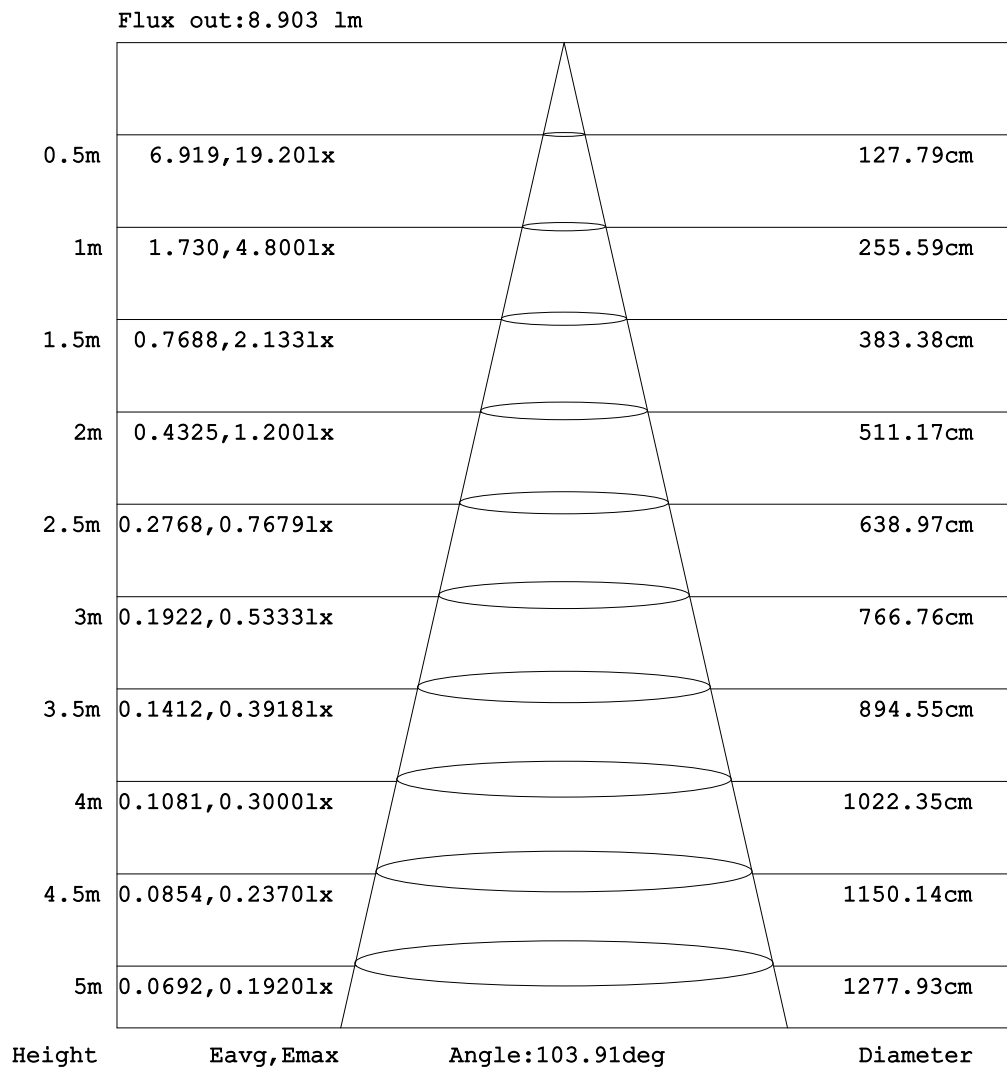 Flux out:8.903 lm
0.5m 6.919,19.20lx 127.79cm
1m 1.730,4.800lx 255.59cm
1.5m 0.7688,2.133lx 383.38cm
2m 0.4325,1.200lx 511.17cm
2.5m 0.2768,0.7679lx 638.97cm
3m 0.1922,0.5333lx 766.76cm
3.5m 0.1412,0.3918lx 894.55cm
4m 0.1081,0.3000lx 1022.35cm
4.5m 0.0854,0.2370lx 1150.14cm
5m 0.0692,0.1920lx 1277.93cm
Height Eavg,Emax Angle:103.91deg Diameter